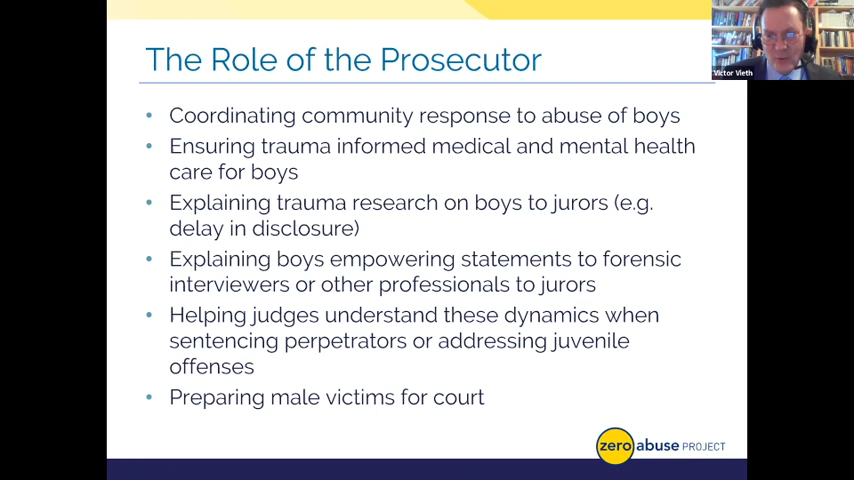 The Role of the Prosecutor
Victor Vieth
• Coordinating community response to abuse of boys
• Ensuring trauma informed medical and mental health
care for boys
• Explaining trauma research on boys to jurors (e.g.
delay in disclosure)
• Explaining boys empowering statements to forensic
interviewers or other professionals to jurors
• Helping judges understand these dynamics when
sentencing perpetrators or addressing juvenile
offenses
• Preparing male victims for court
zero abuse PROJECT